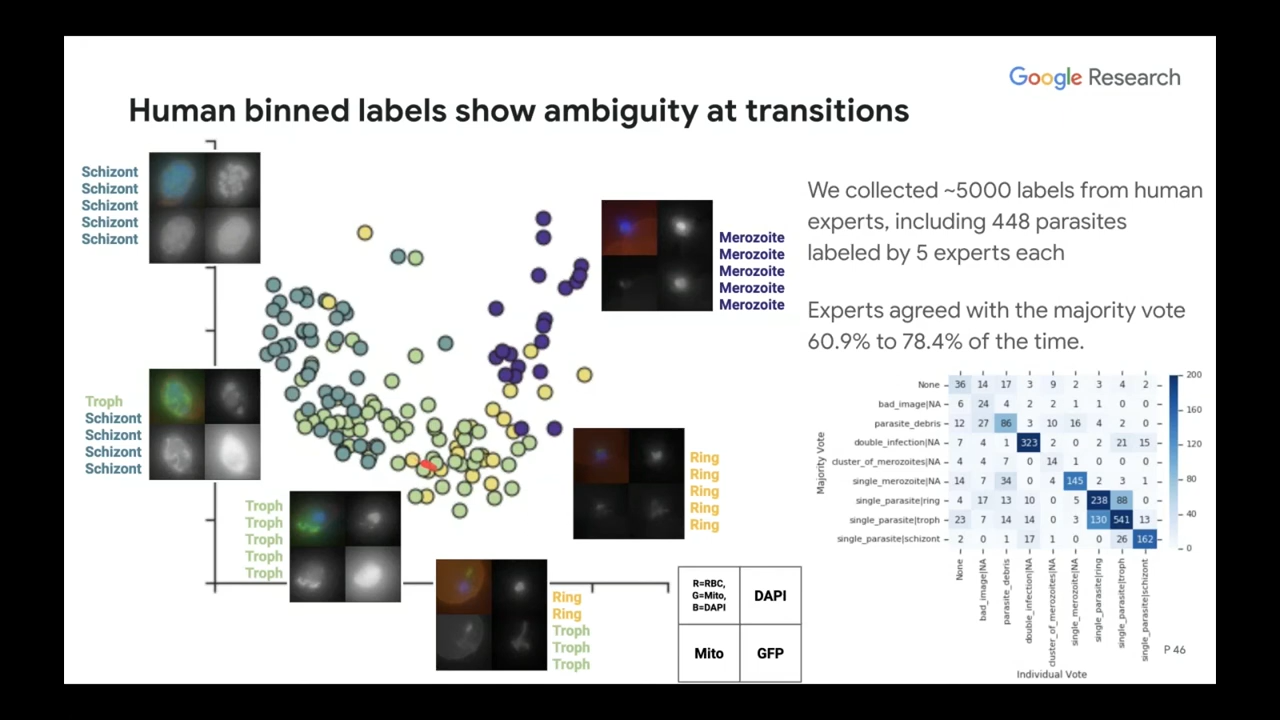 Google Research
Human binned labels show ambiguity at transitions
Schizont
Schizont
Schizont
Schizont
Schizont
Merozoite
Merozoite
Merozoite
Merozoite
Merozoite
Troph
Schizont
Schizont
Schizont
Schizont
Ring
Ring
Ring
Ring
Ring
Troph
Troph
Troph
Troph
Troph
Ring
Ring
Troph
Troph
Troph
R=RBC,
G=Mito,
B=DAPI
DAPI
Mito
GFP
We collected ~5000 labels from human
experts, including 448 parasites
labeled by 5 experts each
Experts agreed with the majority vote
60.9% to 78.4% of the time.
Majority Vote
None 36 14 17 3 9 2 3 4 2
bad_image|NA 6 24 4 2 2 1 1 0 0
parasite_debris 12 27 86 3 10 16 4 2 0
double_infection|NA 7 4 1 323 2 0 2 21 15
cluster_of_merozoites|NA 4 4 7 0 14 1 0 0 0
single_merozoite|NA 14 7 34 0 4 145 2 3 1
single_parasite|ring 4 17 13 10 0 5 238 88 0
single_parasite|troph 23 7 14 14 0 3 130 541 13
single_parasite|schizont 2 0 1 17 1 0 0 26 162
None
bad_image|NA
parasite_debris
double_infection|NA
cluster_of_merozoites|NA
single_merozoite|NA
single_parasite|ring
single_parasite|troph
single_parasite|schizont
Individual Vote
200
160
120
80
40
0
P 46